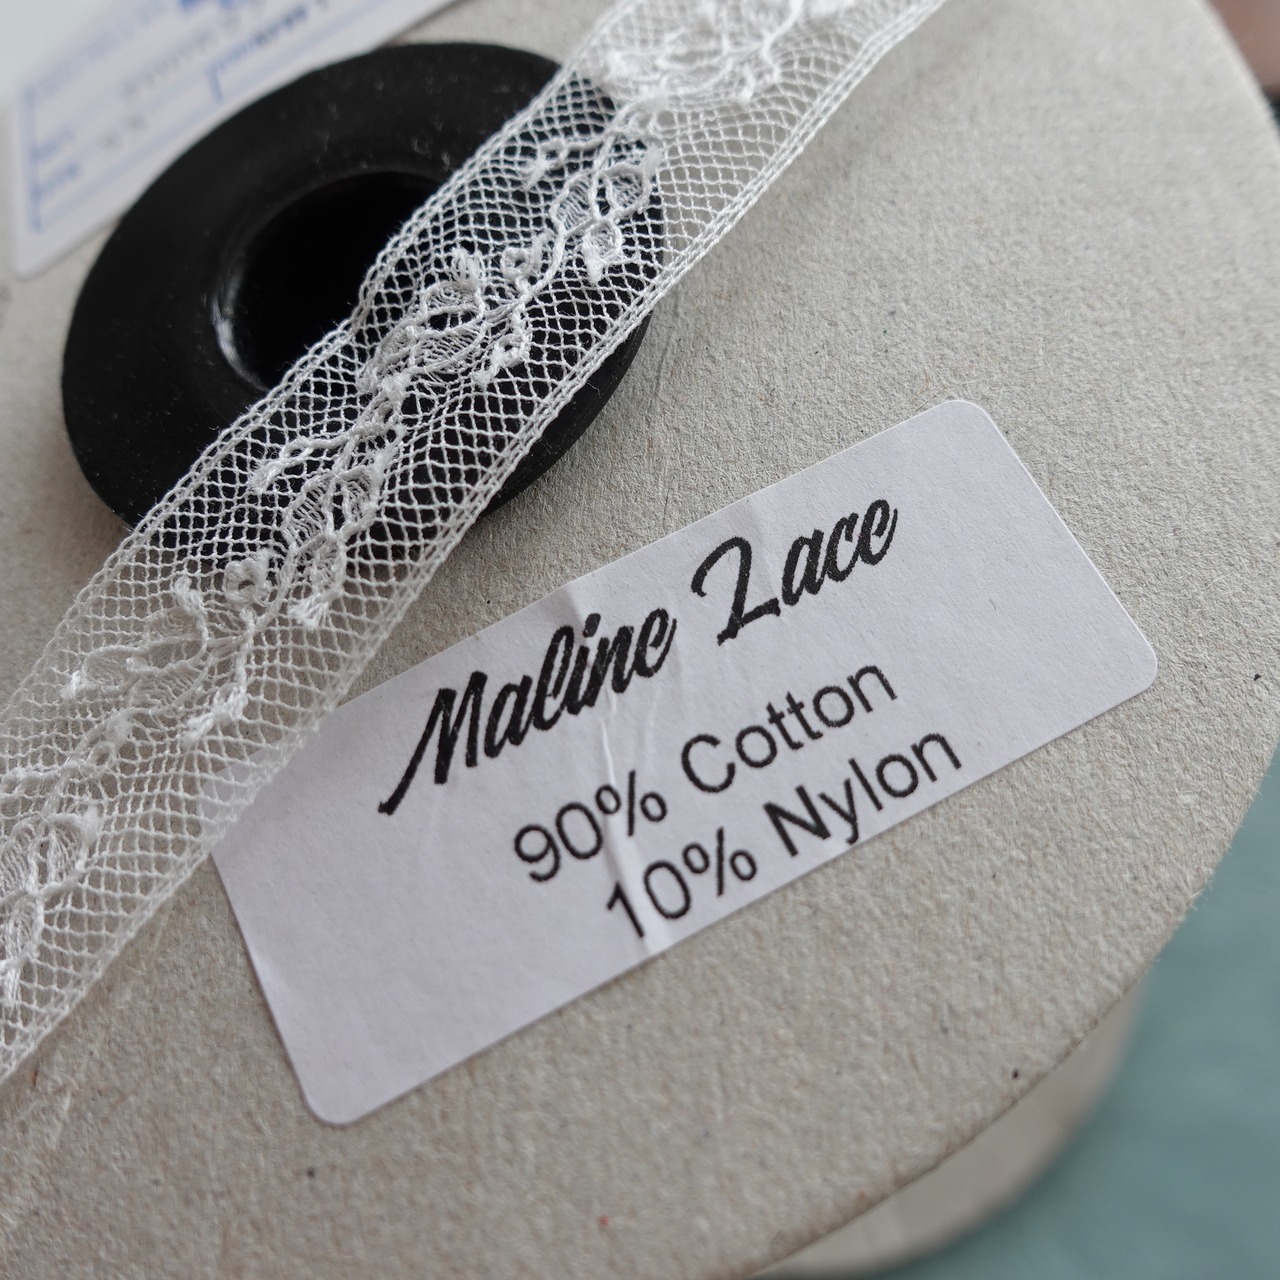 Maline Lace
90% Cotton
10% Nylon